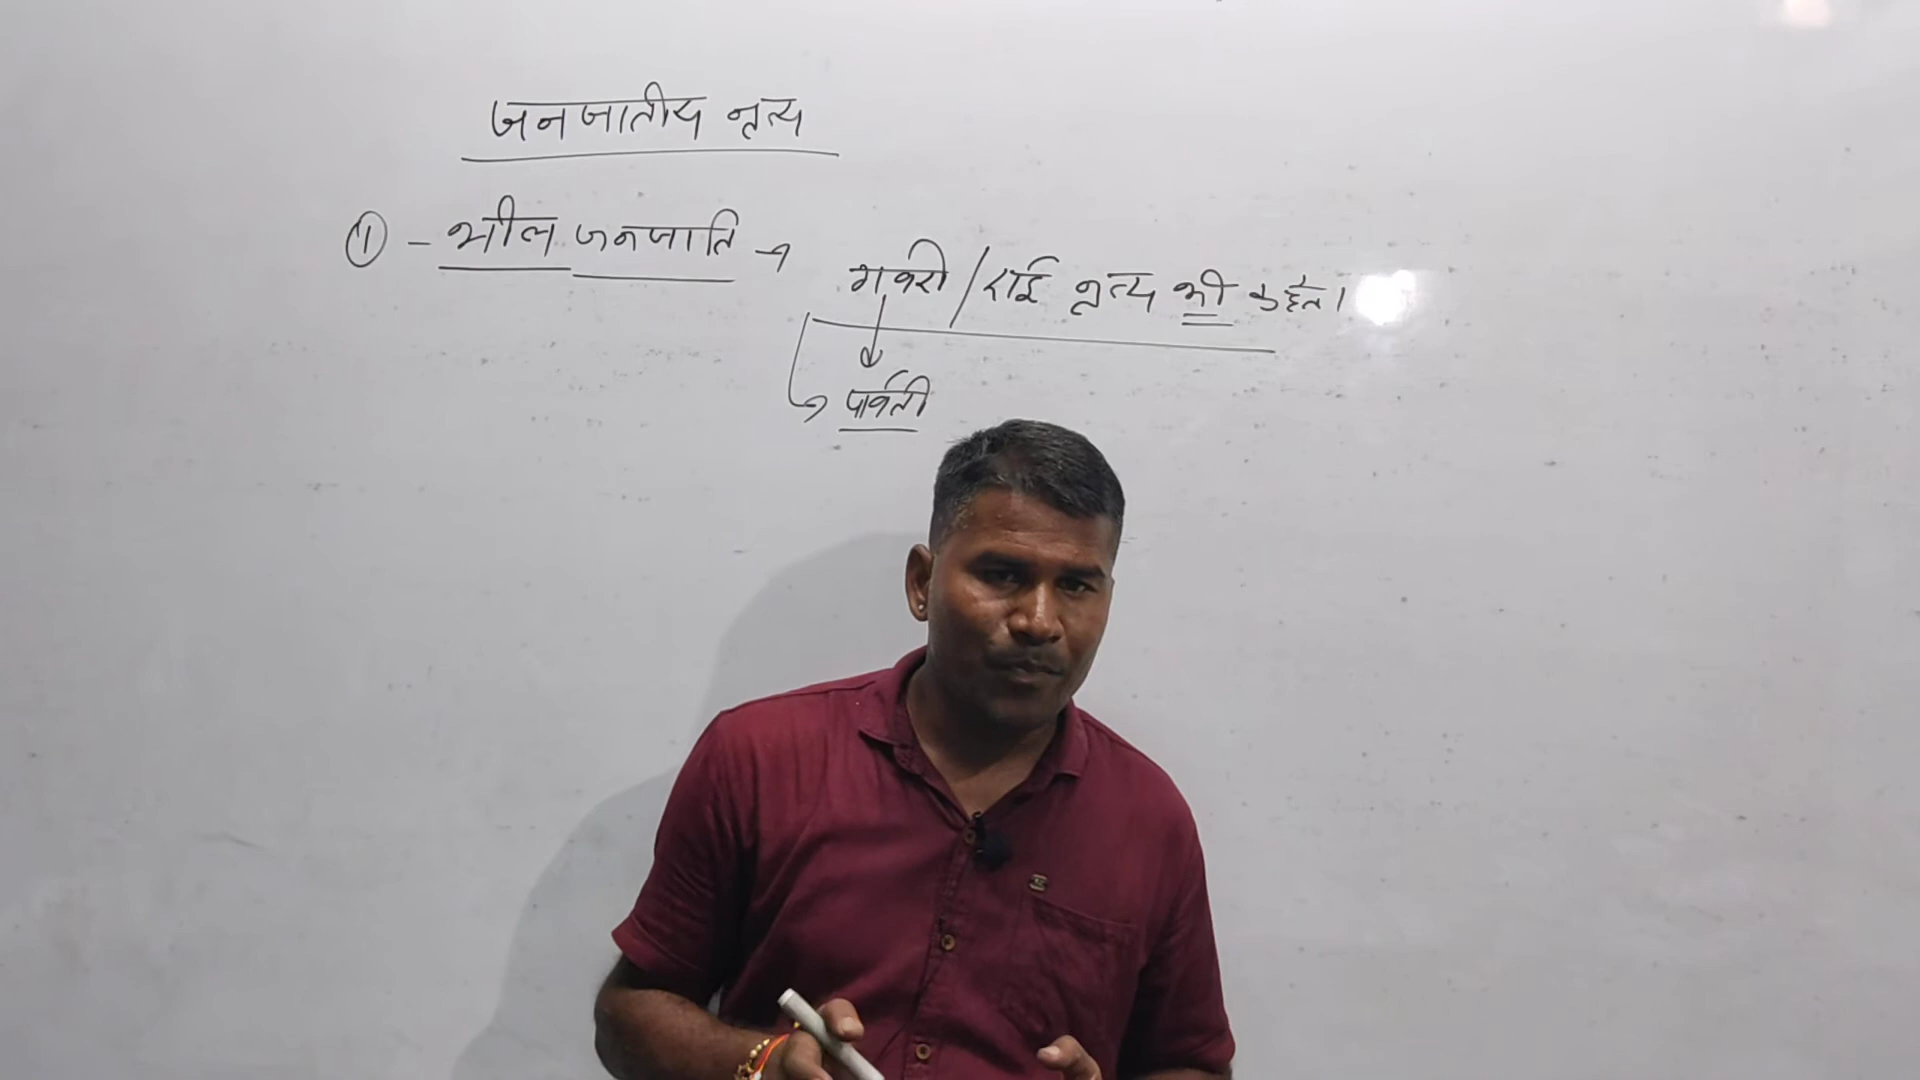 जनजातीय नृत्य
① - भील जनजाति → गवरी / राई नृत्य भी कहते।
पार्वती